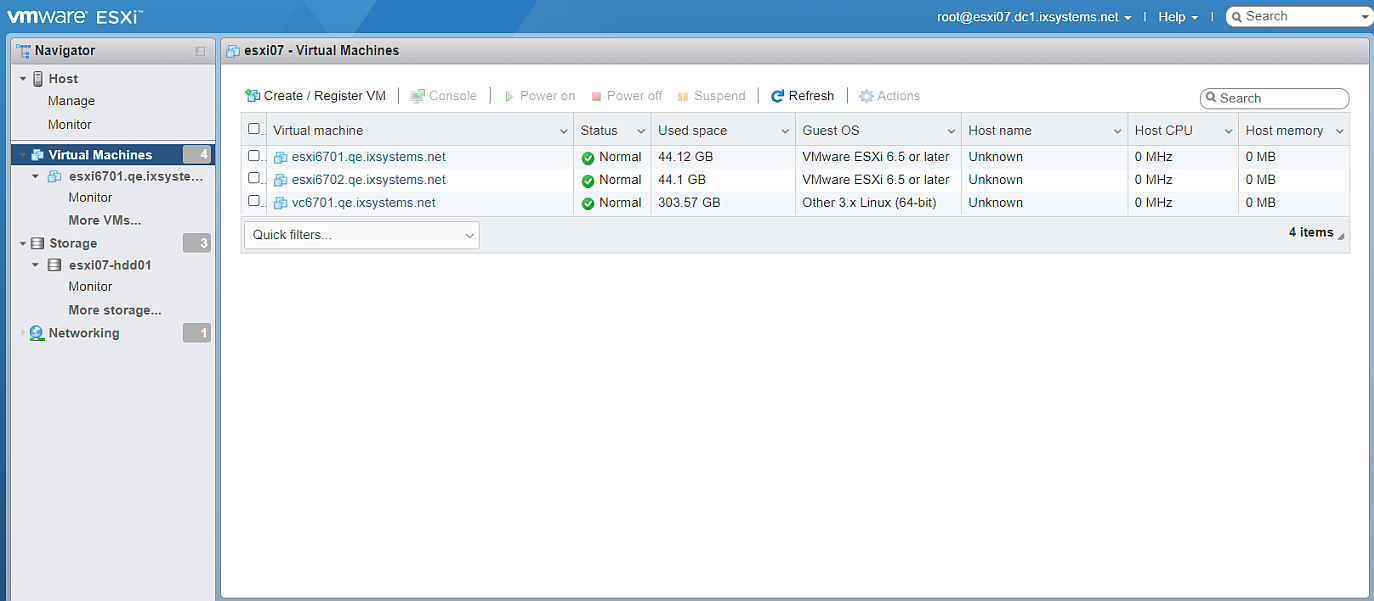 vmware ESXi™
root@esxi07.dc1.ixsystems.net | Help | Search
Navigator
Host
Manage
Monitor
Virtual Machines 4
esxi6701.qe.ixsyste...
Monitor
More VMs...
Storage 3
esxi07-hdd01
Monitor
More storage...
Networking 1
esxi07 - Virtual Machines
Create / Register VM | Console | Power on Power off Suspend | Refresh | Actions
Search
Virtual machine Status Used space Guest OS Host name Host CPU Host memory
esxi6701.qe.ixsystems.net Normal 44.12 GB VMware ESXi 6.5 or later Unknown 0 MHz 0 MB
esxi6702.qe.ixsystems.net Normal 44.1 GB VMware ESXi 6.5 or later Unknown 0 MHz 0 MB
vc6701.qe.ixsystems.net Normal 303.57 GB Other 3.x Linux (64-bit) Unknown 0 MHz 0 MB
Quick filters...
4 items